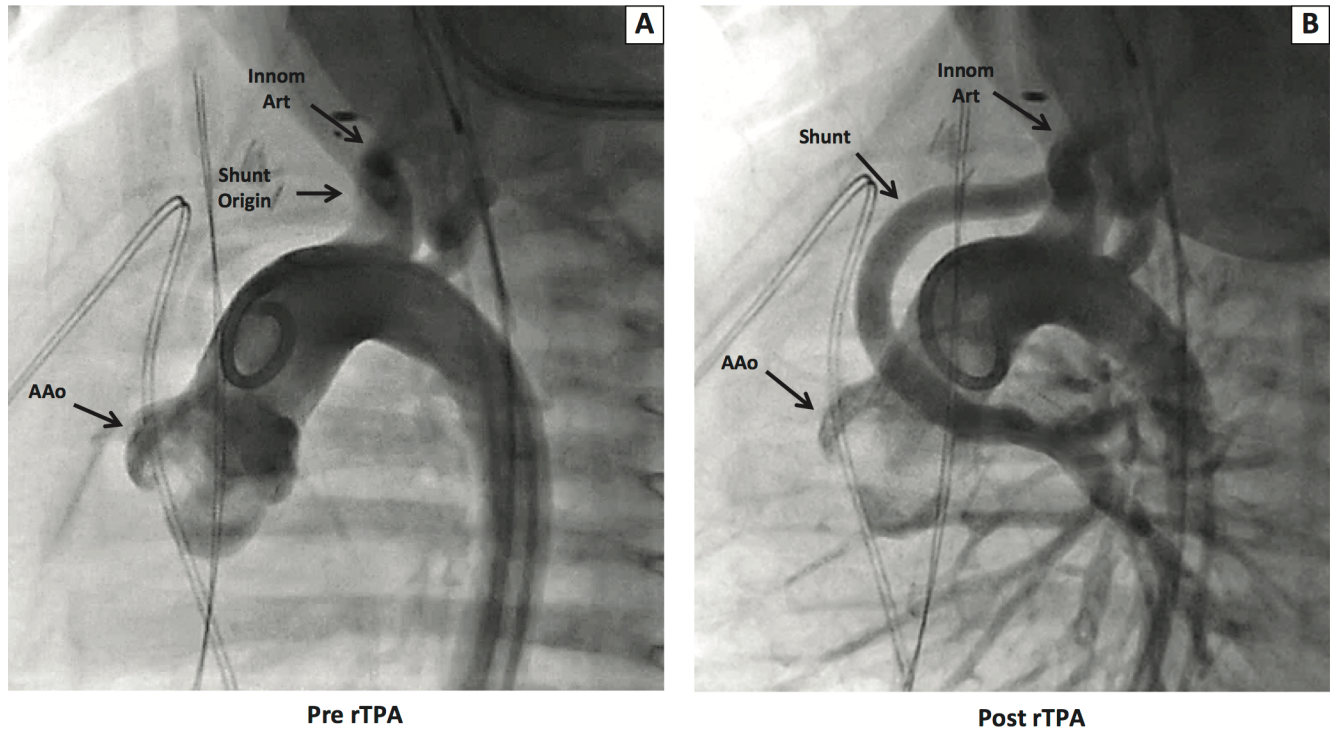 A
Innom
Art
Shunt
Origin
AAo
Pre rTPA
B
Innom
Art
Shunt
AAo
Post rTPA